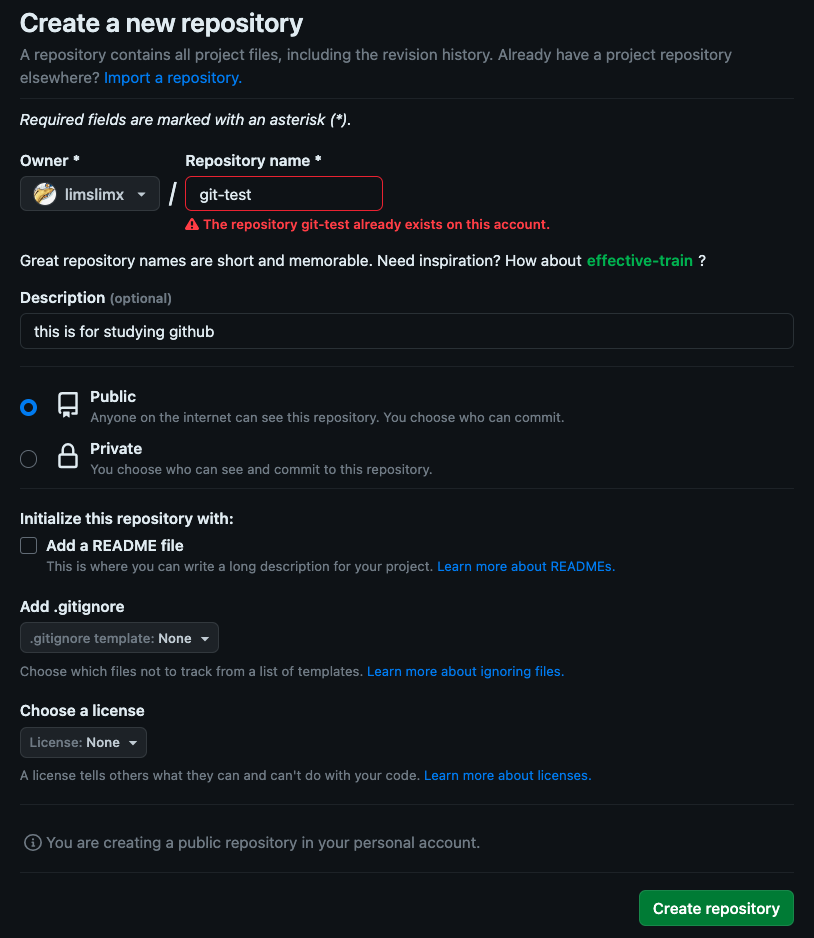 Create a new repository
A repository contains all project files, including the revision history. Already have a project repository
elsewhere? Import a repository.
Required fields are marked with an asterisk (*).
Owner * Repository name *
limslimx / git-test
The repository git-test already exists on this account.
Great repository names are short and memorable. Need inspiration? How about effective-train ?
Description (optional)
this is for studying github
Public
Anyone on the internet can see this repository. You choose who can commit.
Private
You choose who can see and commit to this repository.
Initialize this repository with:
Add a README file
This is where you can write a long description for your project. Learn more about READMEs.
Add .gitignore
.gitignore template: None
Choose which files not to track from a list of templates. Learn more about ignoring files.
Choose a license
License: None
A license tells others what they can and can't do with your code. Learn more about licenses.
You are creating a public repository in your personal account.
Create repository